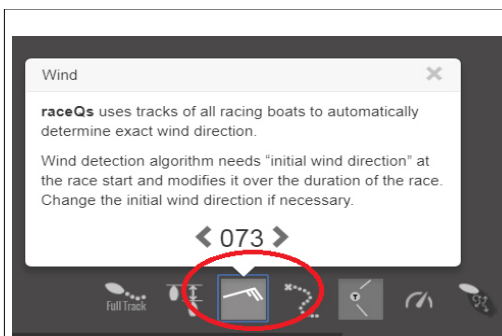 Wind
raceQs uses tracks of all racing boats to automatically
determine exact wind direction.
Wind detection algorithm needs “initial wind direction” at
the race start and modifies it over the duration of the race.
Change the initial wind direction if necessary.
073
Full Track
T